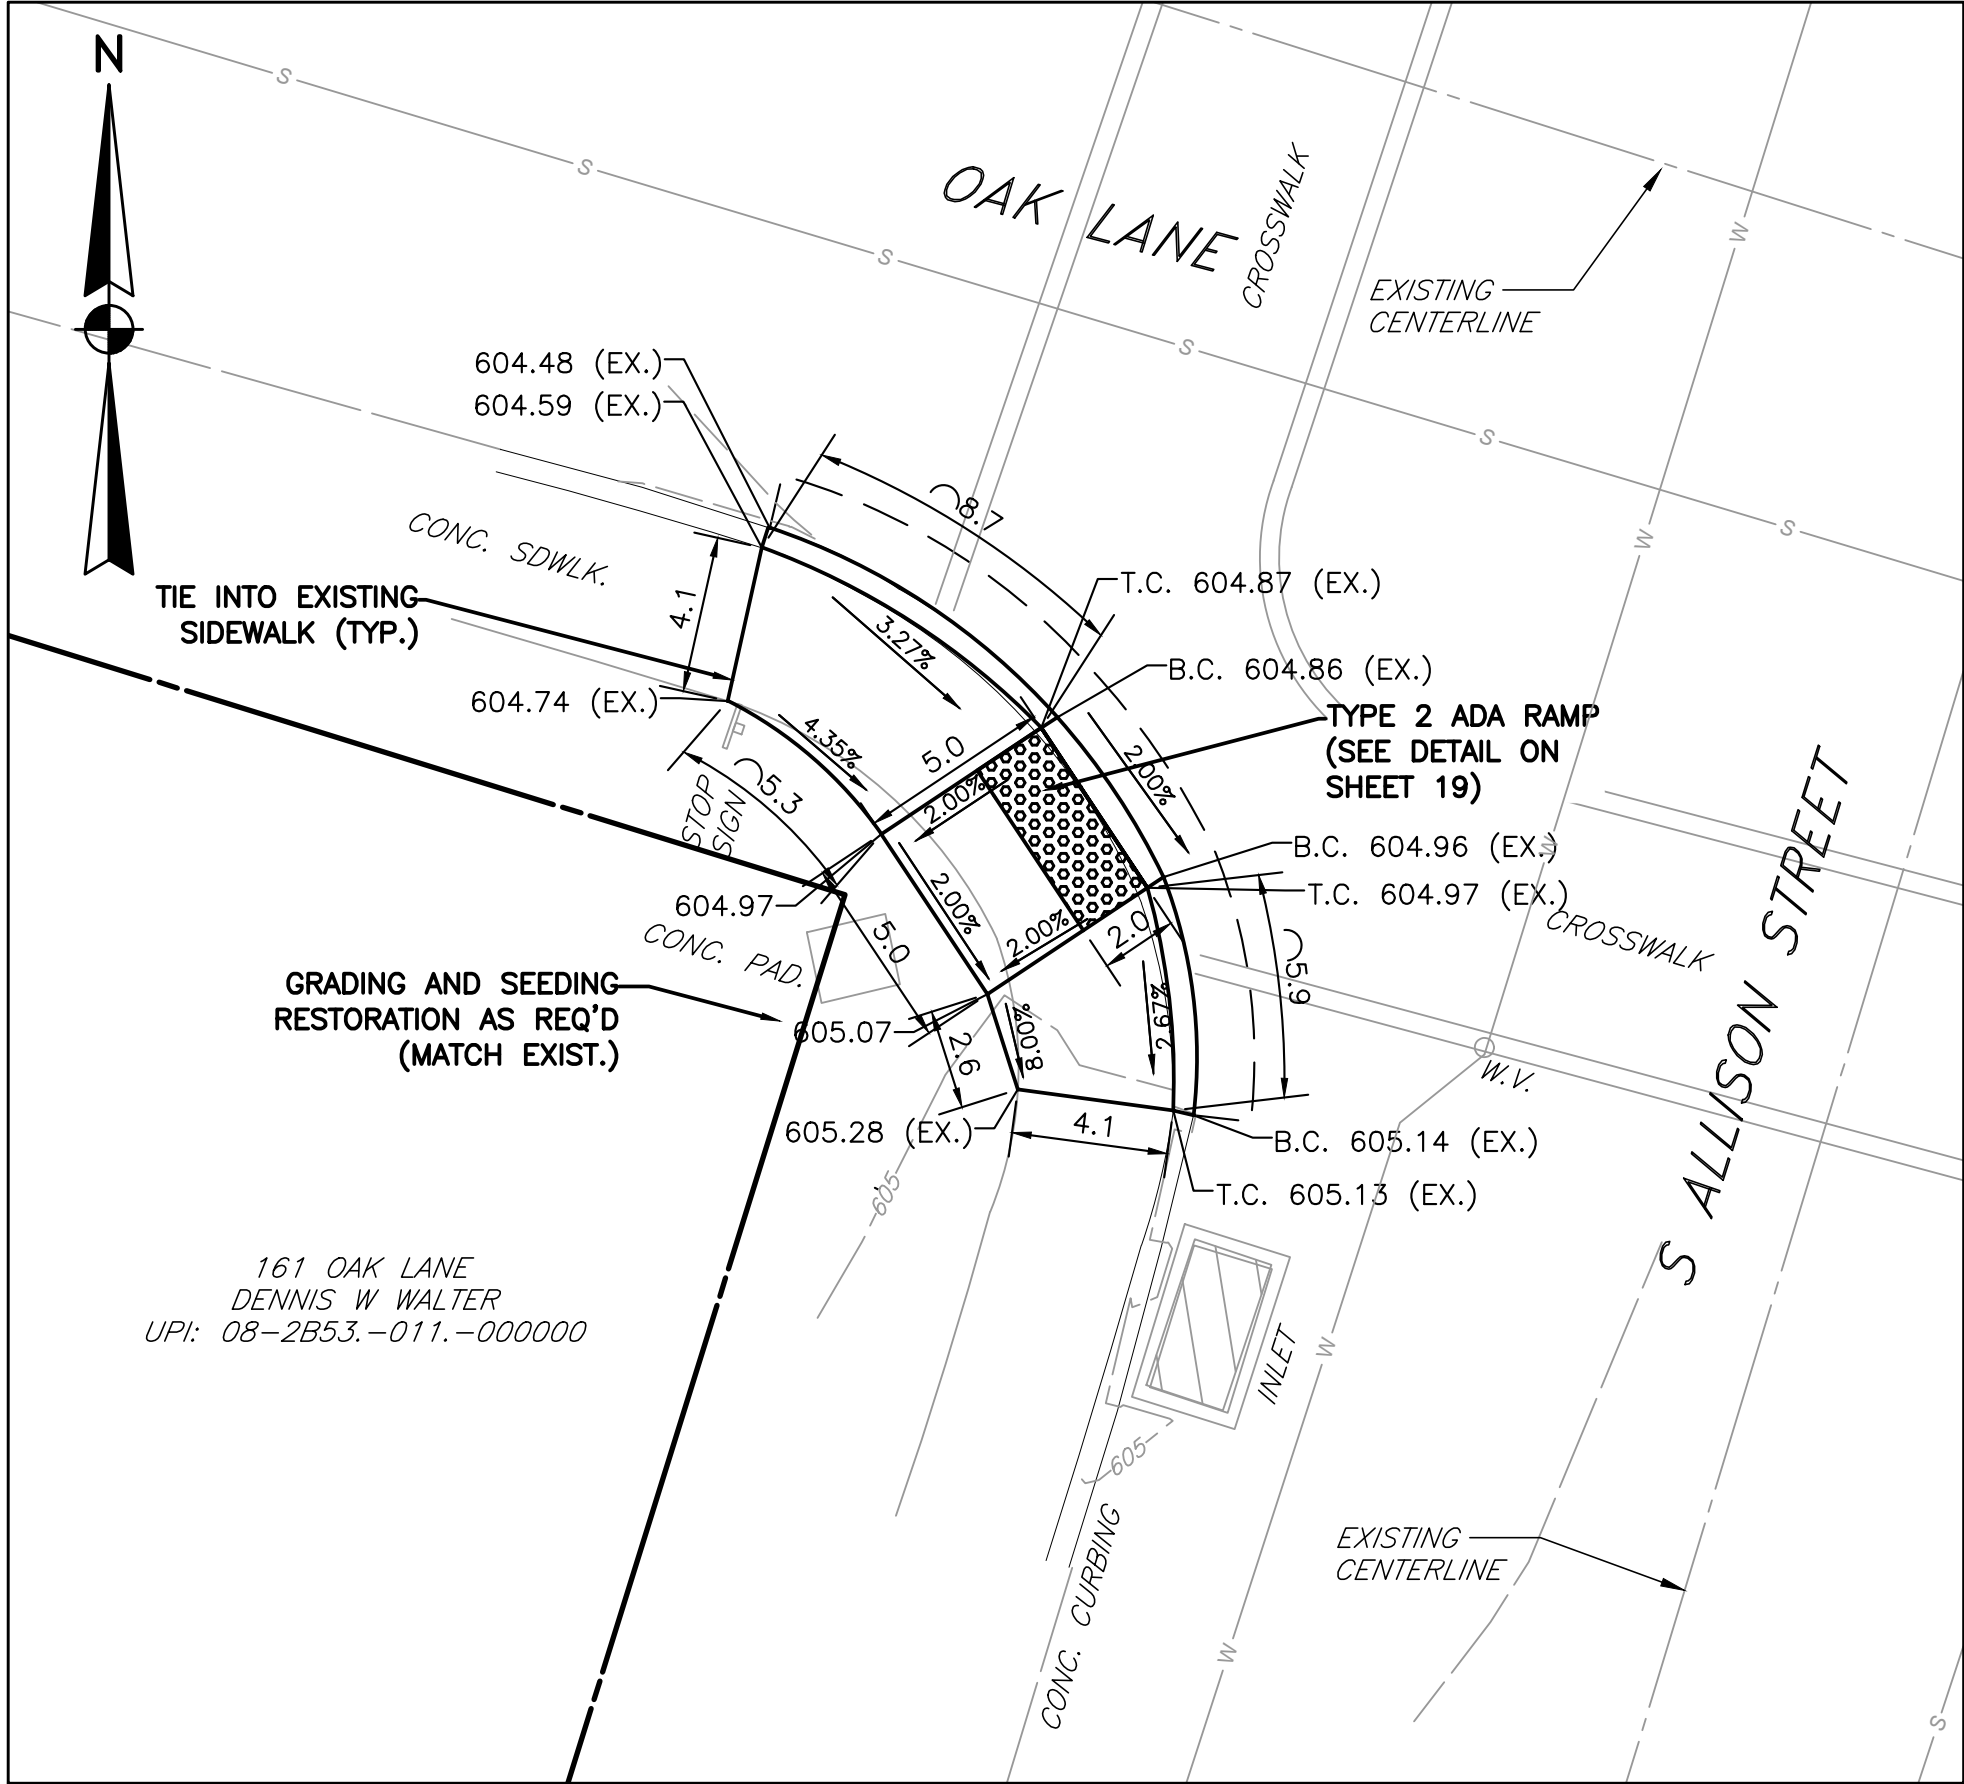 N
S
S
S
S
S
S
S
W
W
W
W
W
OAK LANE
CROSSWALK
EXISTING
CENTERLINE
604.48 (EX.)
604.59 (EX.)
8.7
CONC. SDWLK.
T.C. 604.87 (EX.)
TIE INTO EXISTING
SIDEWALK (TYP.)
4.1
3.27%
B.C. 604.86 (EX.)
604.74 (EX.)
4.35%
5.0
TYPE 2 ADA RAMP
(SEE DETAIL ON
SHEET 19)
2.00%
5.3
2.00%
STOP
SIGN
B.C. 604.96 (EX.)
T.C. 604.97 (EX.)
604.97
2.00%
2.00%
2.0
5.0
CONC. PAD.
CROSSWALK
5.9
GRADING AND SEEDING
RESTORATION AS REQ'D
(MATCH EXIST.)
605.07
2.6
8.00%
2.67%
W.V.
S ALLISON STREET
605.28 (EX.)
4.1
B.C. 605.14 (EX.)
T.C. 605.13 (EX.)
605
161 OAK LANE
DENNIS W WALTER
UPI: 08-2B53.-011.-000000
INLET
W
605
CONC. CURBING
EXISTING
CENTERLINE
S